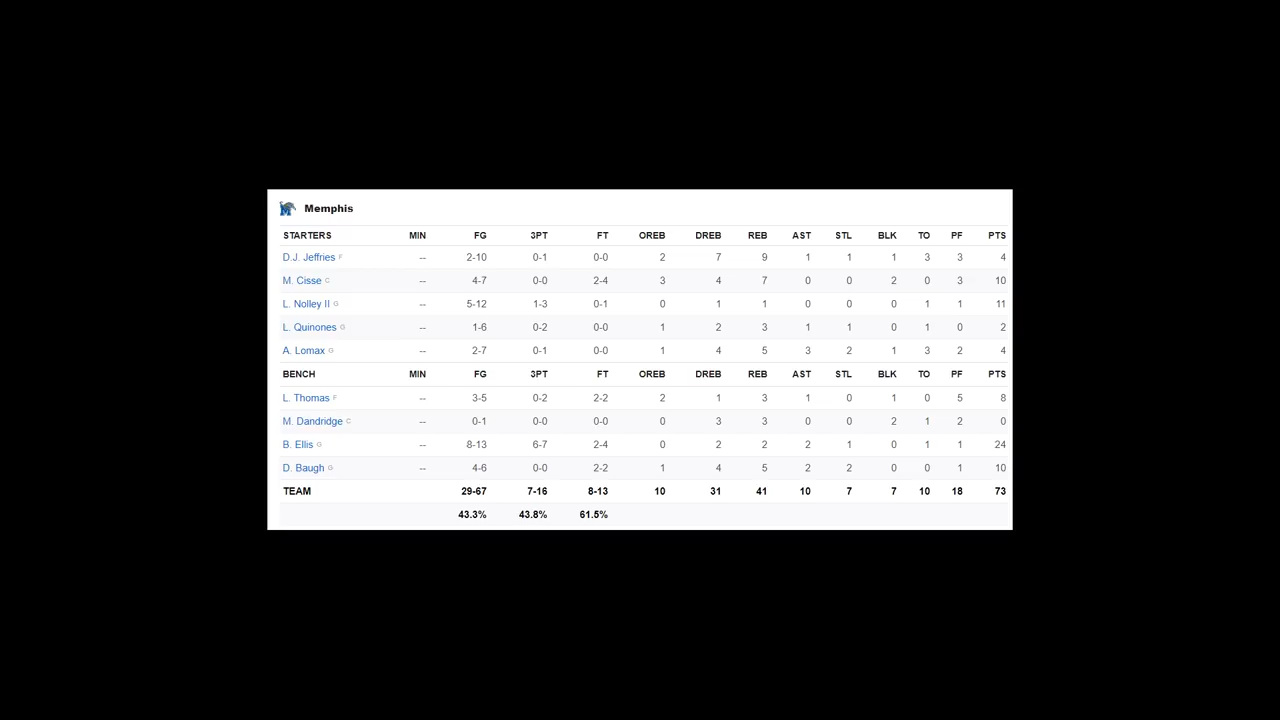 Memphis
STARTERS MIN FG 3PT FT OREB DREB REB AST STL BLK TO PF PTS
D.J. Jeffries F -- 2-10 0-1 0-0 2 7 9 1 1 1 3 3 4
M. Cisse C -- 4-7 0-0 2-4 3 4 7 0 0 2 0 3 10
L. Nolley II G -- 5-12 1-3 0-1 0 1 1 0 0 0 1 1 11
L. Quinones G -- 1-6 0-2 0-0 1 2 3 1 1 0 1 0 2
A. Lomax G -- 2-7 0-1 0-0 1 4 5 3 2 1 3 2 4
BENCH MIN FG 3PT FT OREB DREB REB AST STL BLK TO PF PTS
L. Thomas F -- 3-5 0-2 2-2 2 1 3 1 0 1 0 5 8
M. Dandridge C -- 0-1 0-0 0-0 0 3 3 0 0 2 1 2 0
B. Ellis G -- 8-13 6-7 2-4 0 2 2 2 1 0 1 1 24
D. Baugh G -- 4-6 0-0 2-2 1 4 5 2 2 0 0 1 10
TEAM 29-67 7-16 8-13 10 31 41 10 7 7 10 18 73
43.3% 43.8% 61.5%